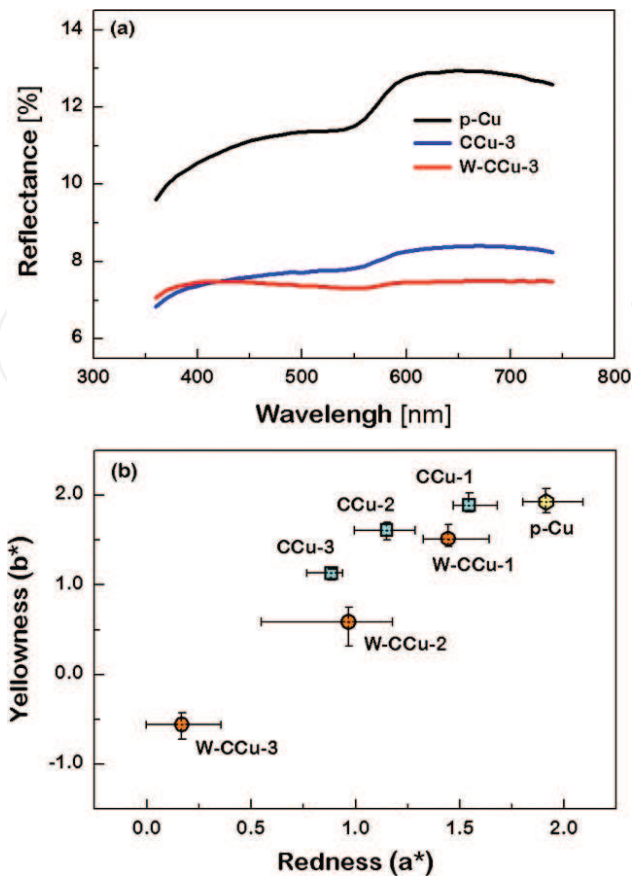 (a)
14
12
10
8
6
Reflectance [%]
p-Cu
CCu-3
W-CCu-3
300 400 500 600 700 800
Wavelengh [nm]
(b)
2.0
1.0
0.0
-1.0
Yellowness (b*)
CCu-1
CCu-2
p-Cu
CCu-3
W-CCu-1
W-CCu-2
W-CCu-3
0.0 0.5 1.0 1.5 2.0
Redness (a*)